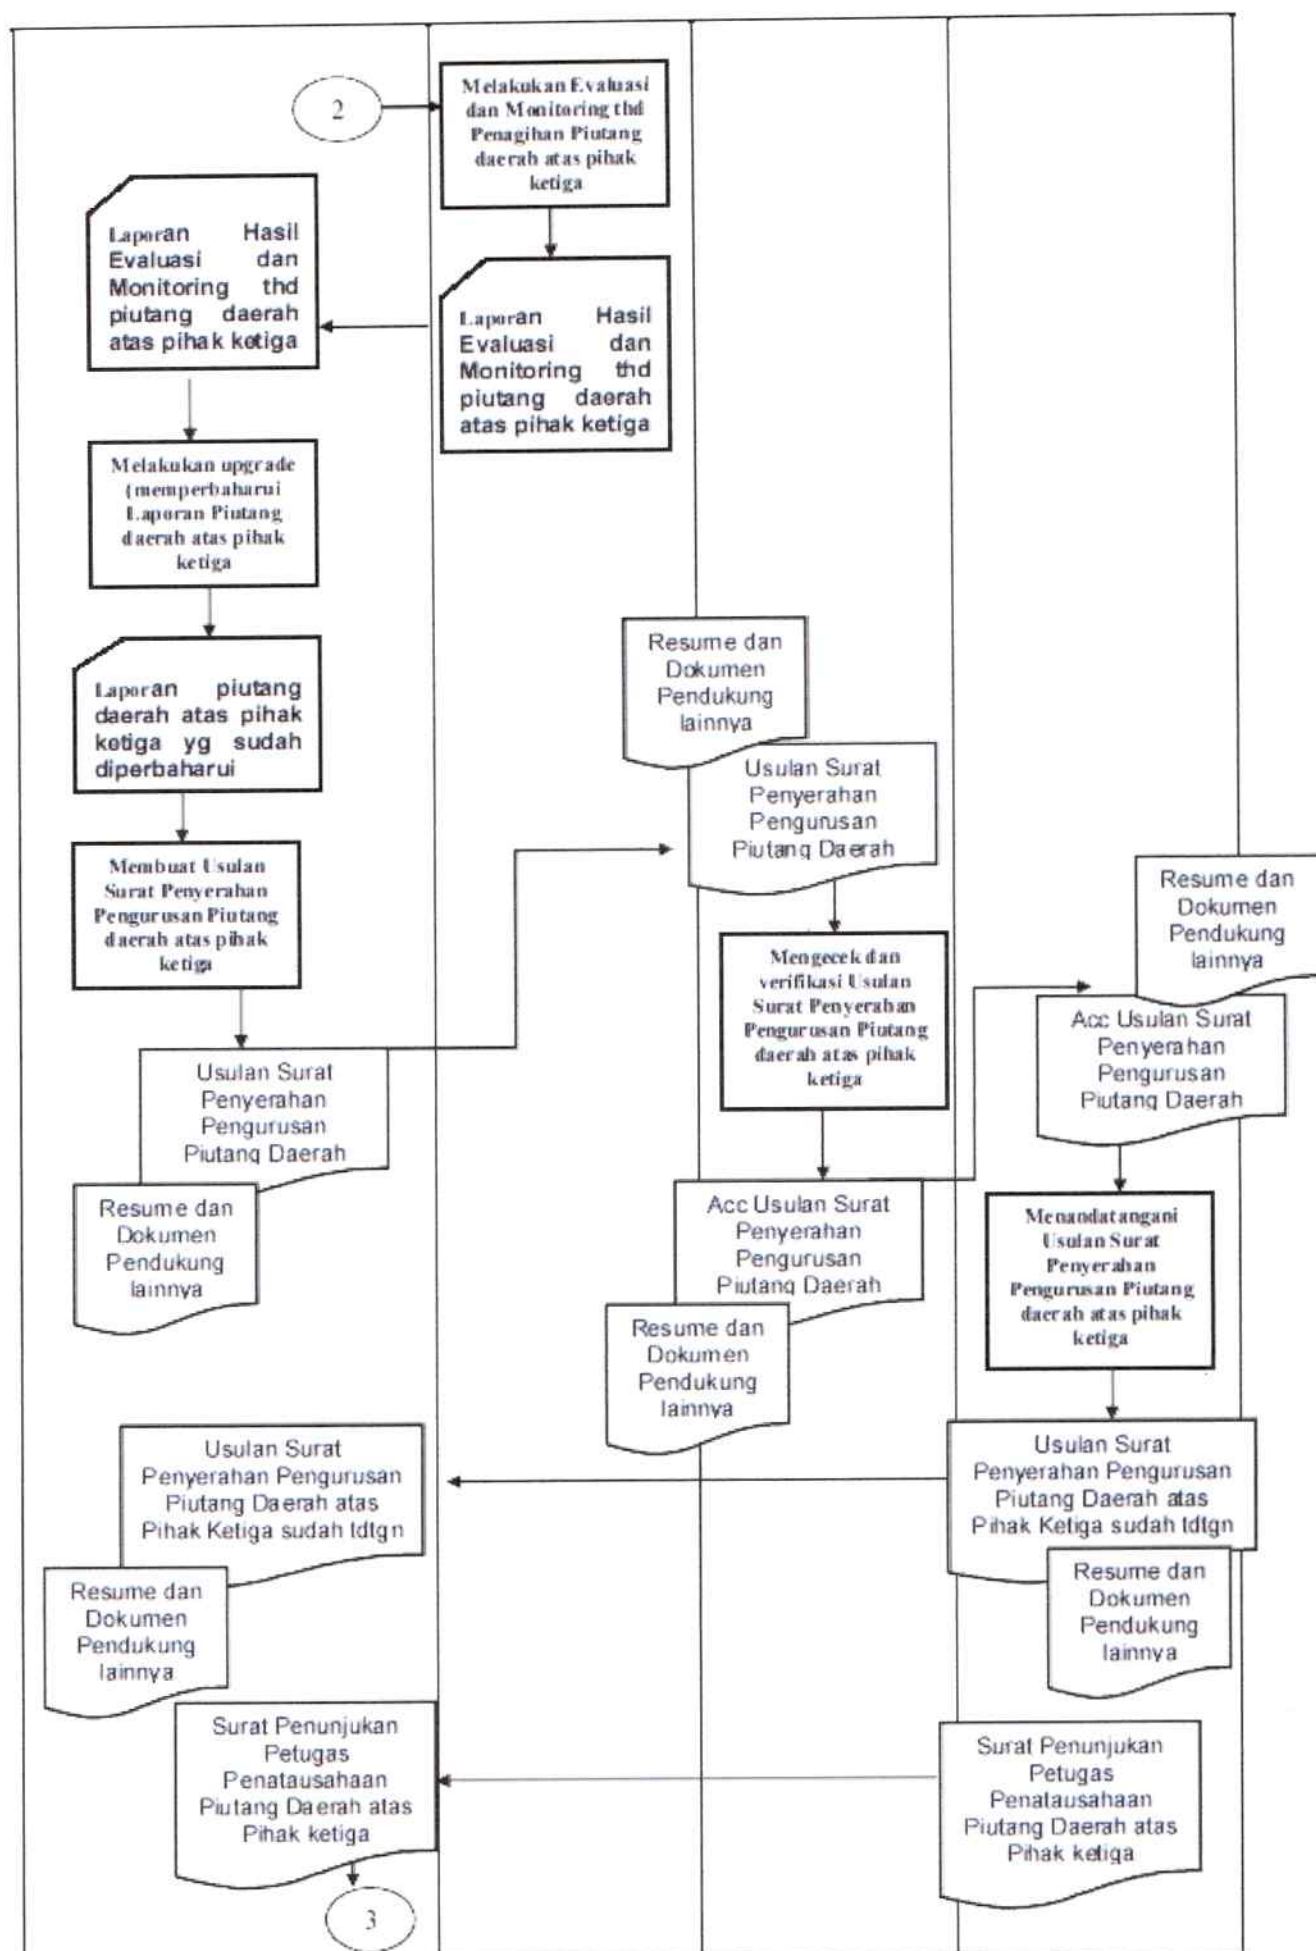 2
Melakukan Evaluasi
dan Monitoring thd
Penagihan Piutang
daerah atas pihak
ketiga
Laporan Hasil
Evaluasi dan
Monitoring thd
piutang daerah
atas pihak ketiga
Laporan Hasil
Evaluasi dan
Monitoring thd
piutang daerah
atas pihak ketiga
Melakukan upgrade
(memperbaharui
Laporan Piutang
daerah atas pihak
ketiga
Laporan piutang
daerah atas pihak
ketiga yg sudah
diperbaharui
Membuat Usulan
Surat Penyerahan
Pengurusan Piutang
daerah atas pihak
ketiga
Usulan Surat
Penyerahan
Pengurusan
Piutang Daerah
Resume dan
Dokumen
Pendukung
lainnya
Resume dan
Dokumen
Pendukung
lainnya
Usulan Surat
Penyerahan
Pengurusan
Piutang Daerah
Mengecek dan
verifikasi Usulan
Surat Penyerahan
Pengurusan Piutang
daerah atas pihak
ketiga
Acc Usulan Surat
Penyerahan
Pengurusan
Piutang Daerah
Resume dan
Dokumen
Pendukung
lainnya
Resume dan
Dokumen
Pendukung
lainnya
Acc Usulan Surat
Penyerahan
Pengurusan
Piutang Daerah
Menandatangani
Usulan Surat
Penyerahan
Pengurusan Piutang
daerah atas pihak
ketiga
Usulan Surat
Penyerahan Pengurusan
Piutang Daerah atas
Pihak Ketiga sudah tdtgn
Resume dan
Dokumen
Pendukung
lainnya
Usulan Surat
Penyerahan Pengurusan
Piutang Daerah atas
Pihak Ketiga sudah tdtgn
Resume dan
Dokumen
Pendukung
lainnya
Surat Penunjukan
Petugas
Penatausahaan
Piutang Daerah atas
Pihak ketiga
Surat Penunjukan
Petugas
Penatausahaan
Piutang Daerah atas
Pihak ketiga
3